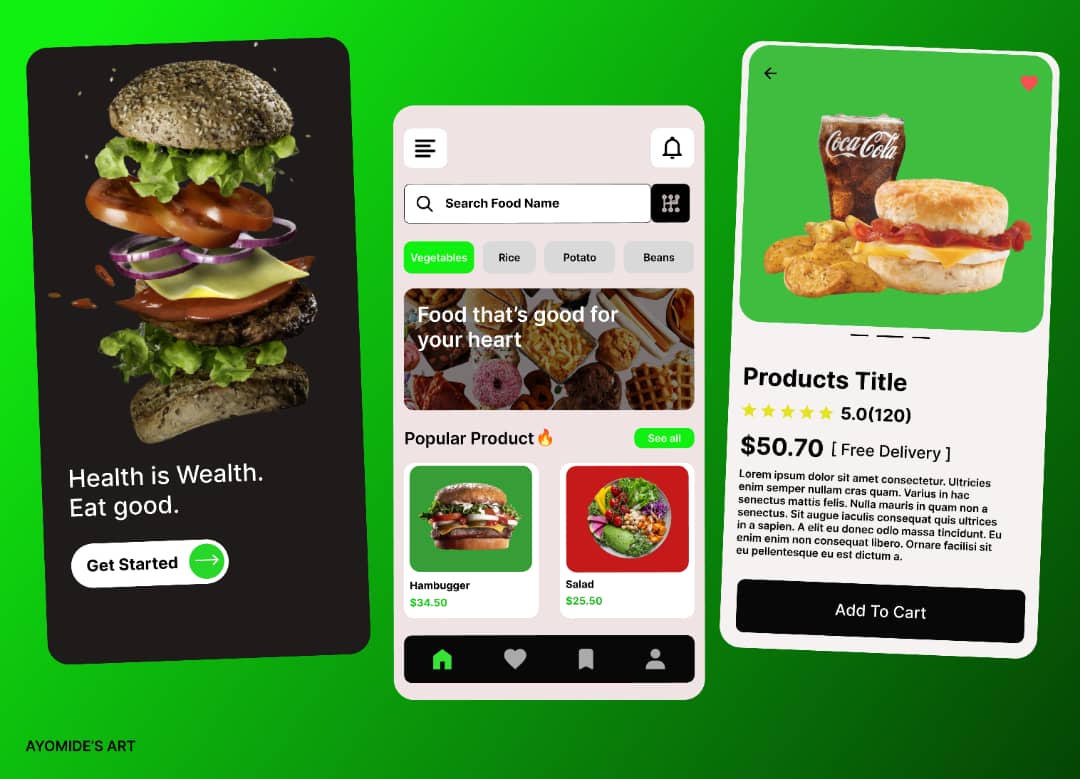 Health is Wealth.
Eat good.
Get Started
Search Food Name
Vegetables
Rice
Potato
Beans
Food that's good for
your heart
Popular Product🔥
See all
Hambugger
$34.50
Salad
$25.50
Coca-Cola
Products Title
5.0(120)
$50.70 [ Free Delivery ]
Lorem ipsum dolor sit amet consectetur. Ultricies
enim semper nullam cras quam. Varius in hac
senectus mattis felis. Nulla mauris in quam non a
senectus. Sit augue iaculis consequat quis ultrices
in a sapien. A elit eu donec odio massa tincidunt. Eu
enim enim non consequat libero. Ornare facilisi sit
eu pellentesque eu est dictum a.
Add To Cart
AYOMIDE'S ART